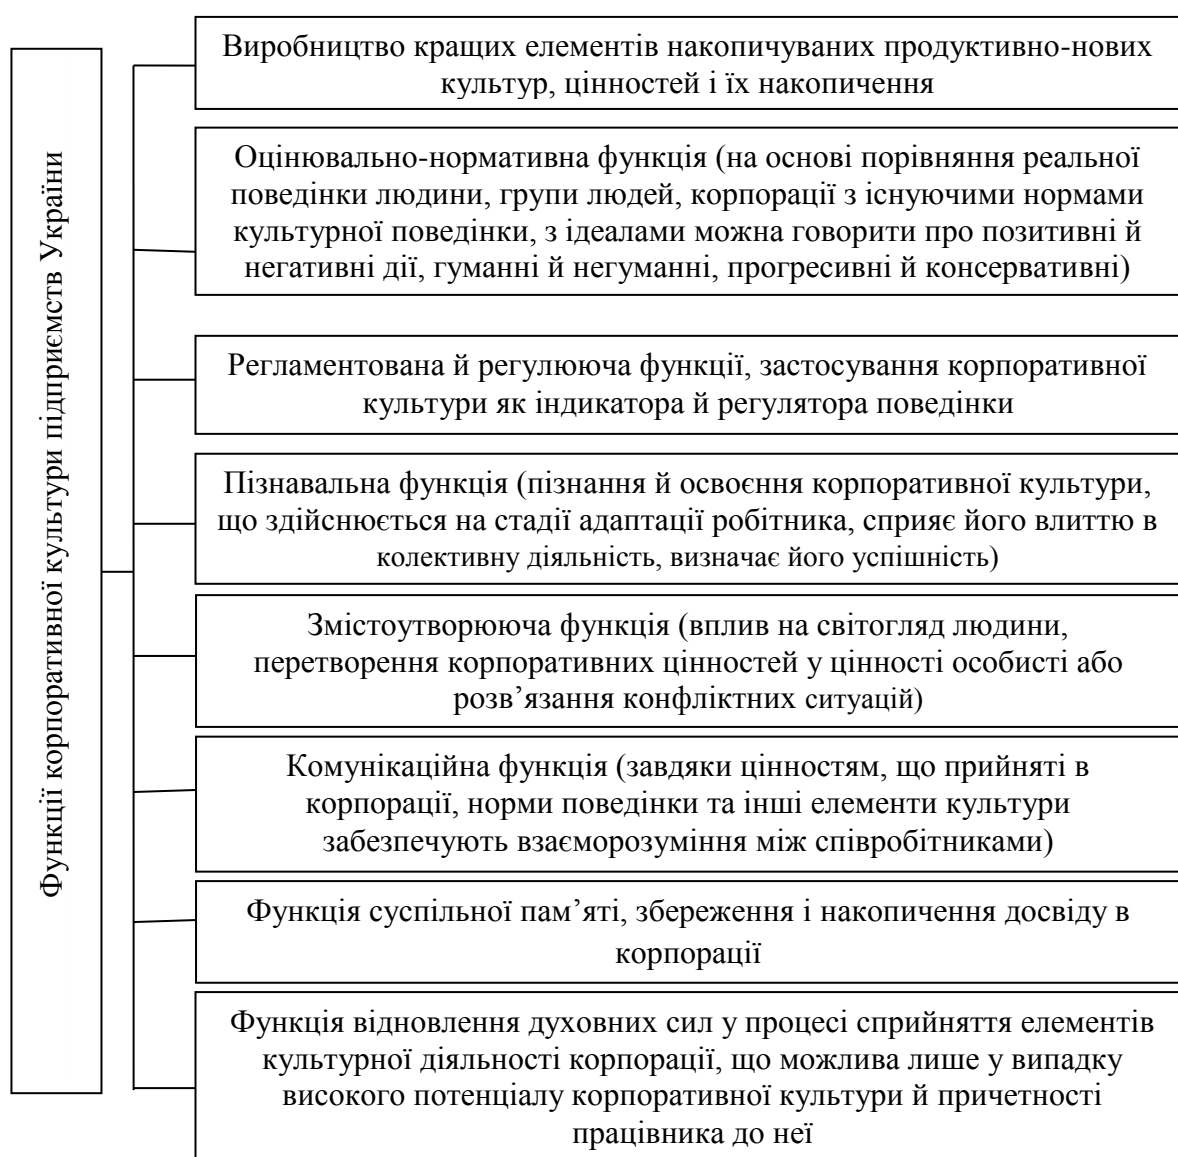 Функції корпоративної культури підприємств України
Виробництво кращих елементів накопичуваних продуктивно-нових
культур, цінностей і їх накопичення
Оцінювально-нормативна функція (на основі порівняння реальної
поведінки людини, групи людей, корпорації з існуючими нормами
культурної поведінки, з ідеалами можна говорити про позитивні й
негативні дії, гуманні й негуманні, прогресивні й консервативні)
Регламентована й регулююча функції, застосування корпоративної
культури як індикатора й регулятора поведінки
Пізнавальна функція (пізнання й освоєння корпоративної культури,
що здійснюється на стадії адаптації робітника, сприяє його влиттю в
колективну діяльність, визначає його успішність)
Змістоутворююча функція (вплив на світогляд людини,
перетворення корпоративних цінностей у цінності особисті або
розв’язання конфліктних ситуацій)
Комунікаційна функція (завдяки цінностям, що прийняті в
корпорації, норми поведінки та інші елементи культури
забезпечують взаєморозуміння між співробітниками)
Функція суспільної пам’яті, збереження і накопичення досвіду в
корпорації
Функція відновлення духовних сил у процесі сприйняття елементів
культурної діяльності корпорації, що можлива лише у випадку
високого потенціалу корпоративної культури й причетності
працівника до неї